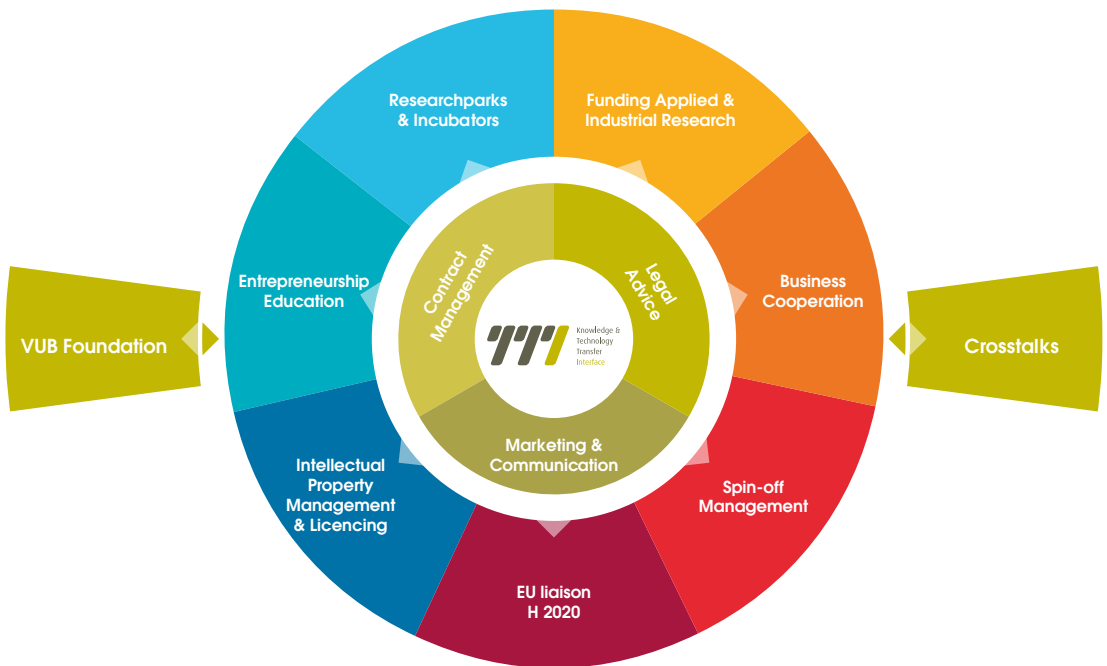 Researchparks
& Incubators
Funding Applied &
Industrial Research
Entrepreneurship
Education
Contract
Management
Legal
Advice
Business
Cooperation
VUB Foundation
TTI
Knowledge &
Technology
Transfer
Interface
Crosstalks
Marketing &
Communication
Intellectual
Property
Management
& Licencing
Spin-off
Management
EU liaison
H 2020